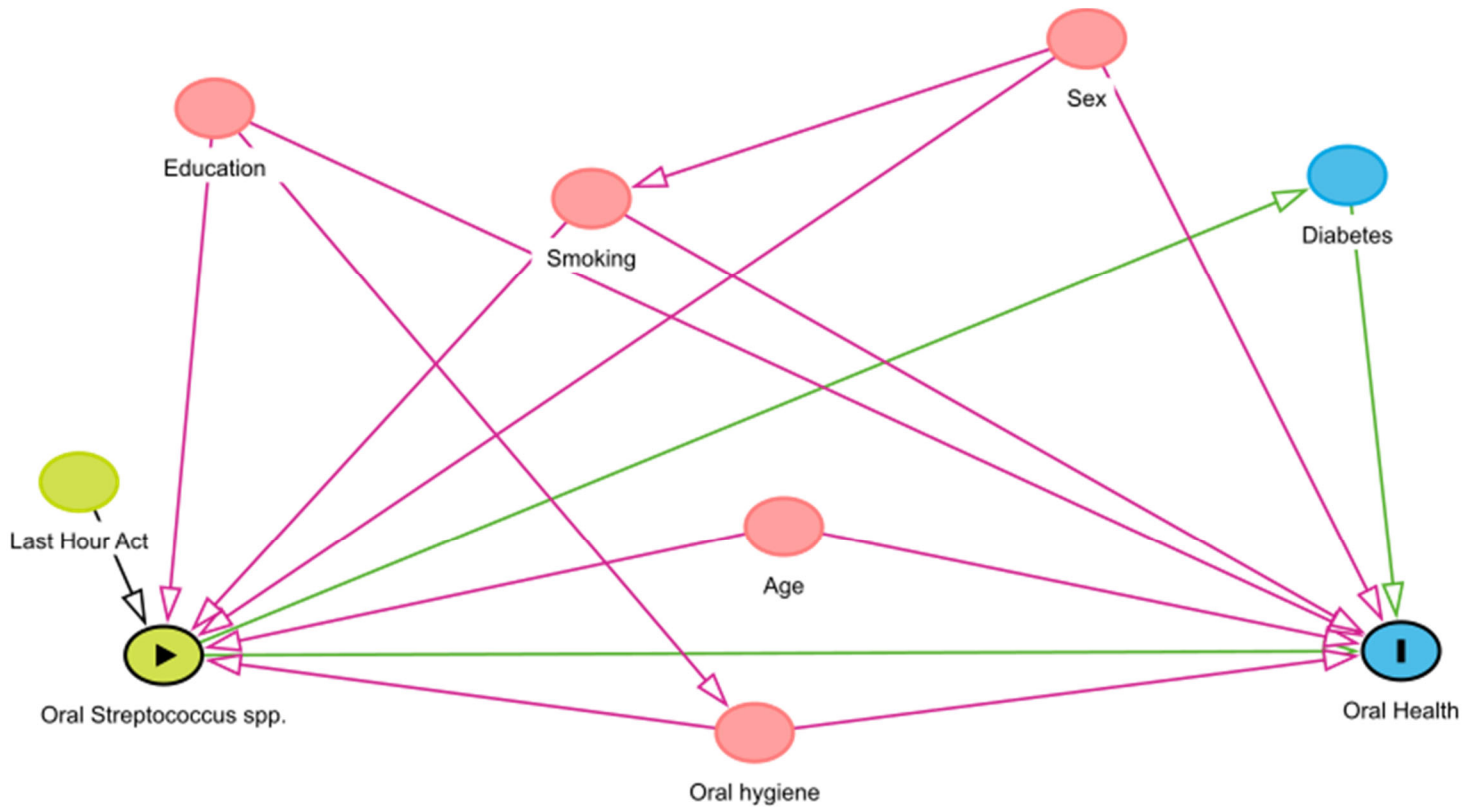 Sex
Education
Diabetes
Smoking
Last Hour Act
Age
Oral Streptococcus spp.
Oral Health
Oral hygiene